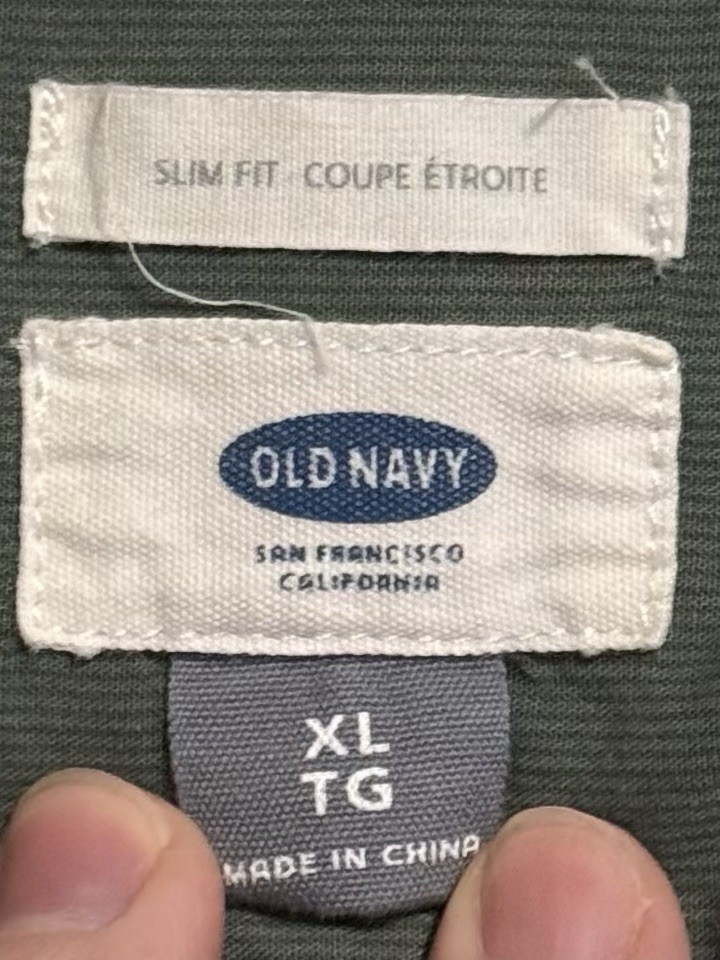 SLIM FIT COUPE ÉTROITE
OLD NAVY
SAN FRANCISCO
CALIFORNIA
XL
TG
MADE IN CHINA